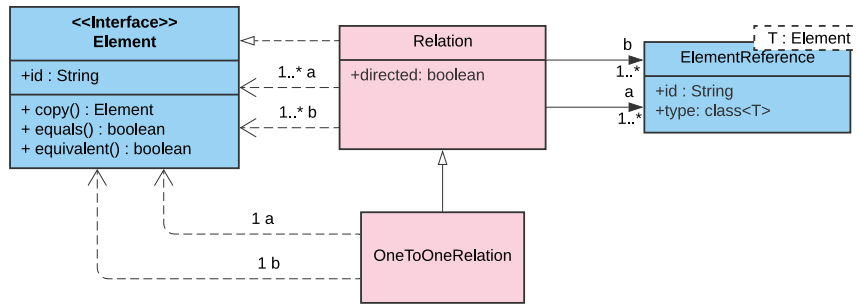 <<Interface>>
Element
+id : String
+ copy() : Element
+ equals() : boolean
+ equivalent() : boolean
1..* a
1..* b
Relation
+directed: boolean
b
1..*
a
1..*
T : Element
ElementReference
+id : String
+type: class<T>
1 a
1 b
OneToOneRelation